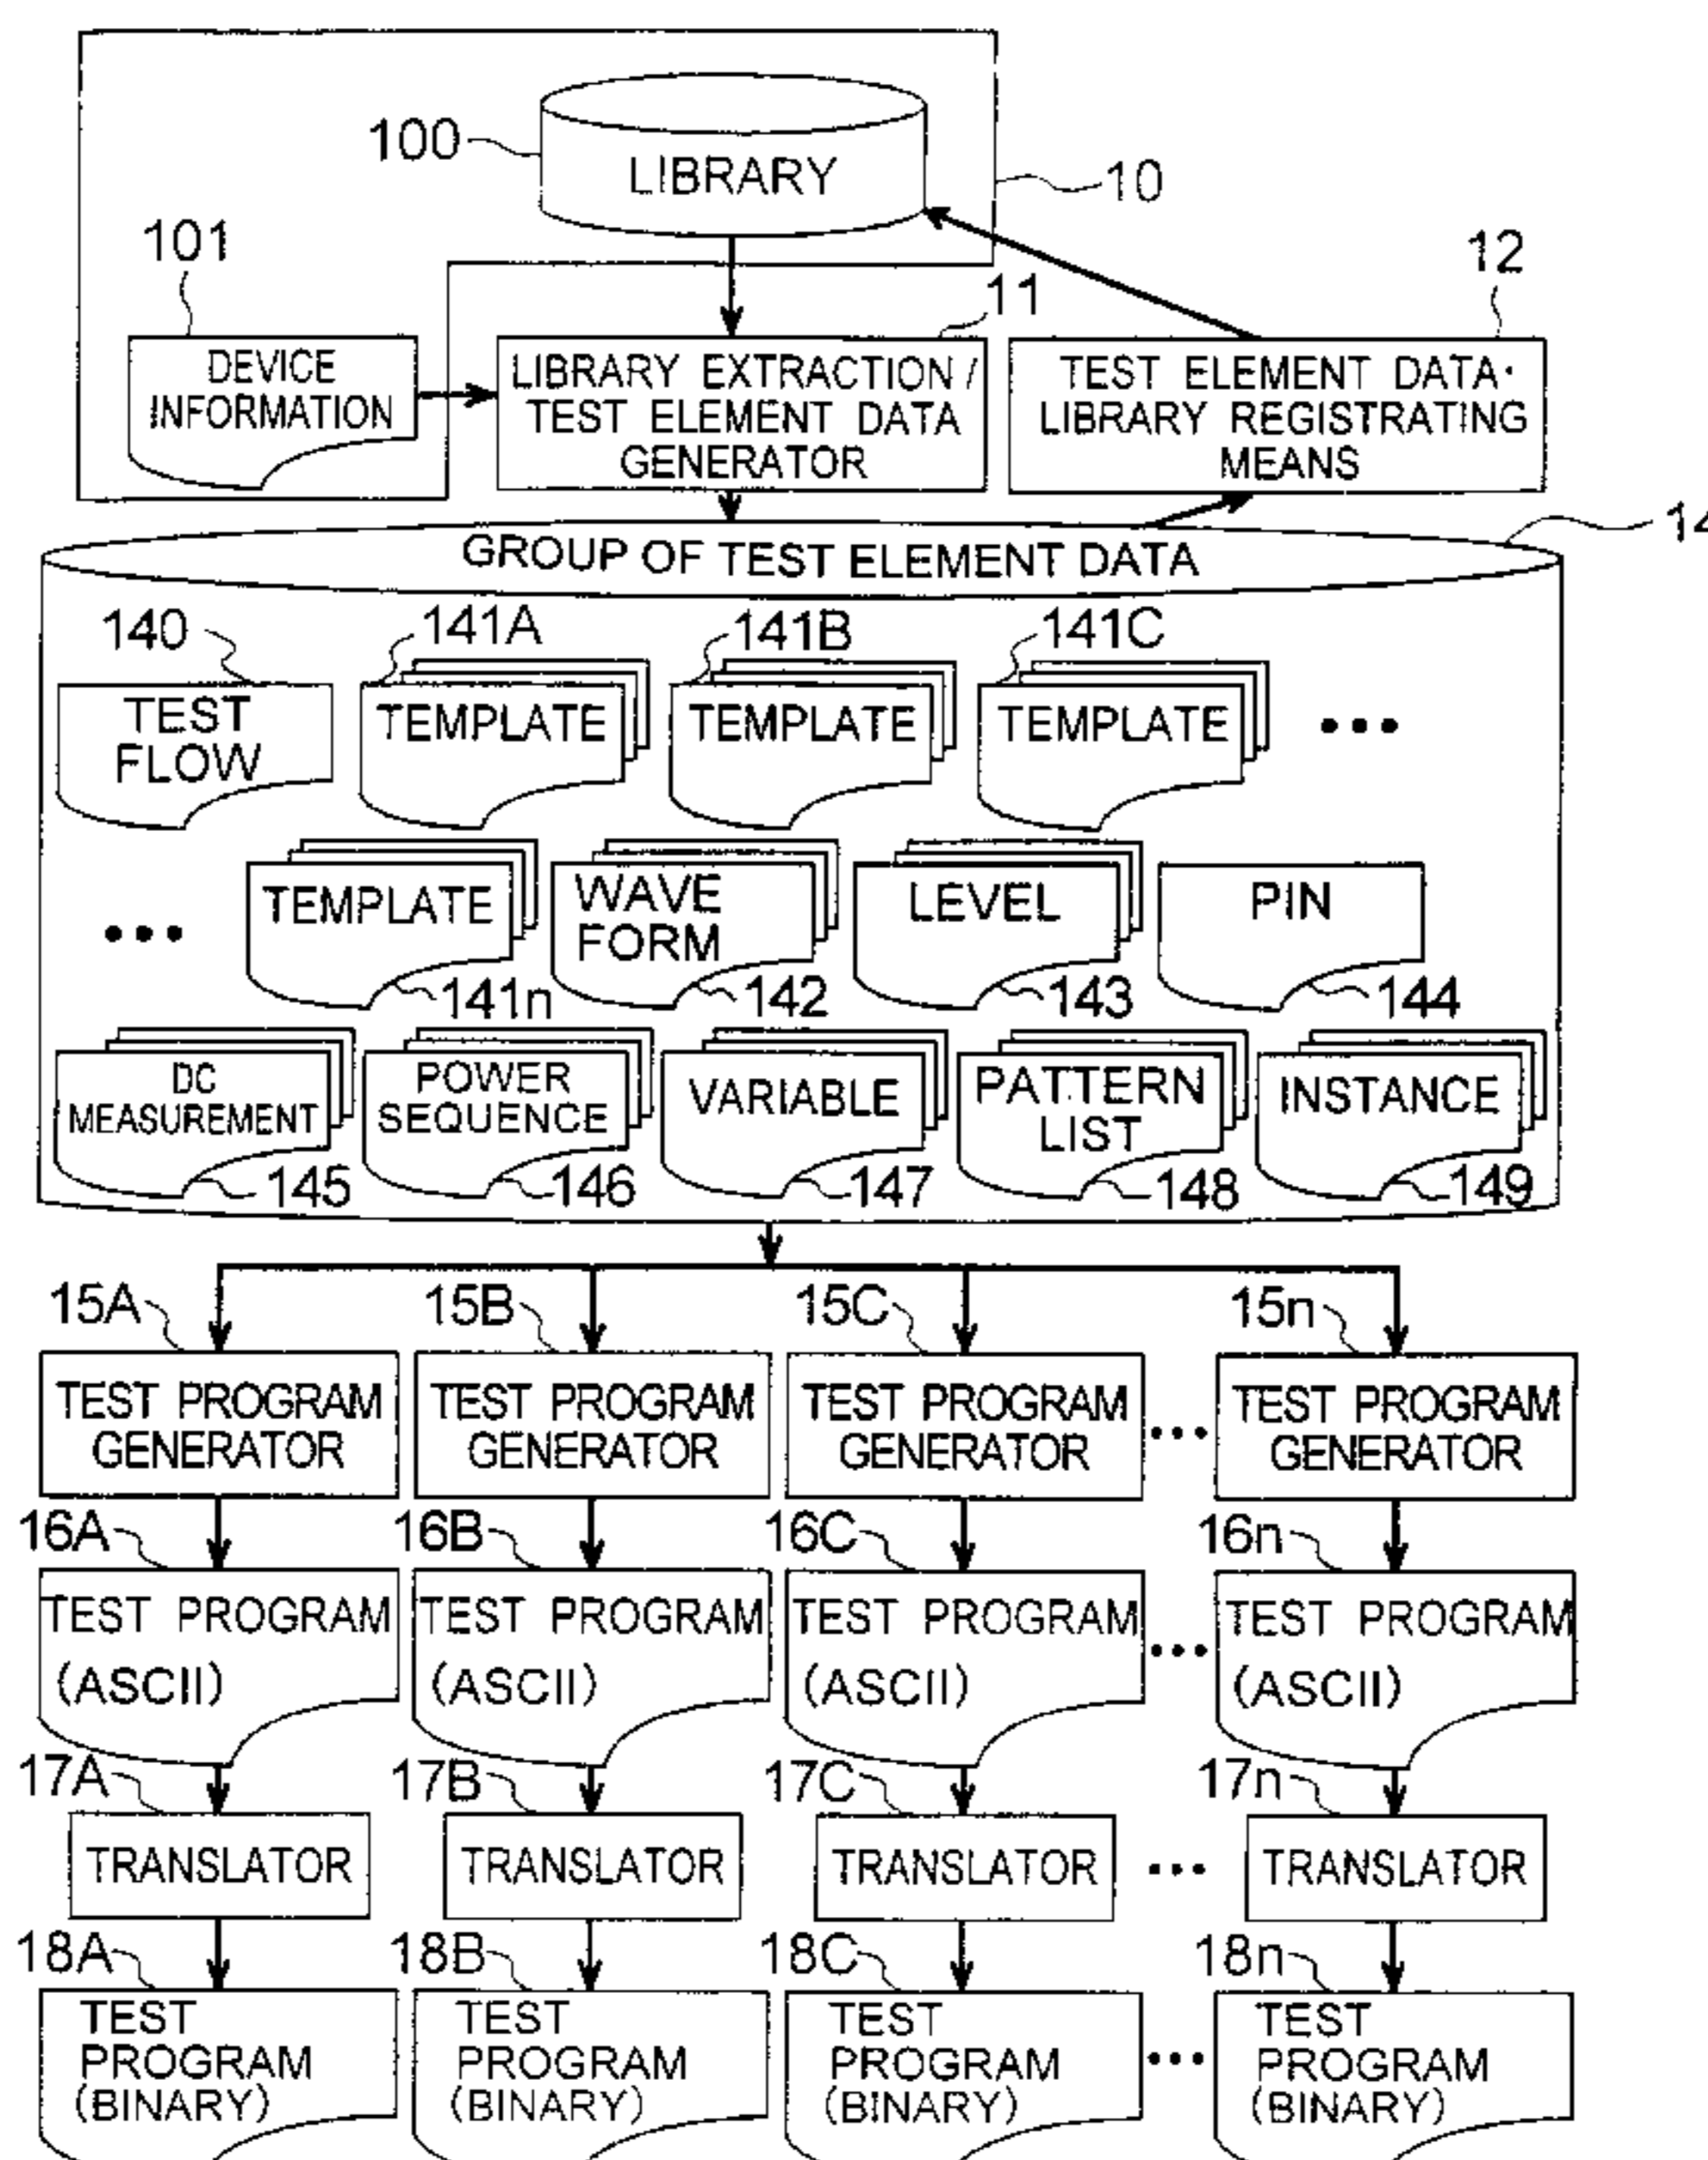 100
LIBRARY
10
101
12
11
DEVICE
INFORMATION
LIBRARY EXTRACTION /
TEST ELEMENT DATA
GENERATOR
TEST ELEMENT DATA·
LIBRARY REGISTRATING
MEANS
14
GROUP OF TEST ELEMENT DATA
140
141A
141B
141C
TEST
FLOW
TEMPLATE
TEMPLATE
TEMPLATE
•••
•••
TEMPLATE
WAVE
FORM
LEVEL
PIN
141n
142
143
144
DC
MEASUREMENT
POWER
SEQUENCE
VARIABLE
PATTERN
LIST
INSTANCE
145
146
147
148
149
15A
15B
15C
15n
TEST PROGRAM
GENERATOR
TEST PROGRAM
GENERATOR
TEST PROGRAM
GENERATOR
•••
TEST PROGRAM
GENERATOR
16A
16B
16C
16n
TEST PROGRAM
(ASCII)
TEST PROGRAM
(ASCII)
TEST PROGRAM
(ASCII)
•••
TEST PROGRAM
(ASCII)
17A
17B
17C
17n
TRANSLATOR
TRANSLATOR
TRANSLATOR
•••
TRANSLATOR
18A
18B
18C
18n
TEST
PROGRAM
(BINARY)
TEST
PROGRAM
(BINARY)
TEST
PROGRAM
(BINARY)
•••
TEST
PROGRAM
(BINARY)